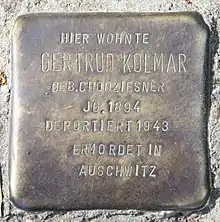 HIER WOHNTE
GERTRUD KOLMAR
GEB. CHODZIESNER
JG. 1894
DEPORTIERT 1943
ERMORDET IN
AUSCHWITZ